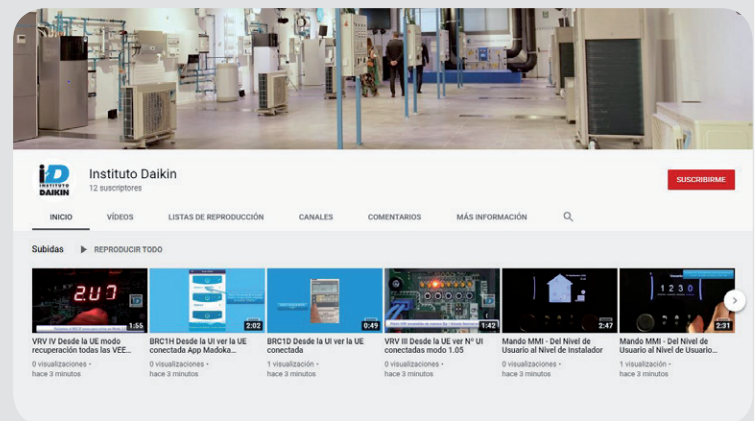 iD
INSTITUTO
DAIKIN
Instituto Daikin
12 suscriptores
SUSCRIBIRME
INICIO
VÍDEOS
LISTAS DE REPRODUCCIÓN
CANALES
COMENTARIOS
MÁS INFORMACIÓN
Subidas
REPRODUCIR TODO
1:55
VRV IV Desde la UE modo
recuperación todas las VEE...
0 visualizaciones •
hace 3 minutos
2:02
BRC1H Desde la UI ver la UE
conectada App Madoka...
0 visualizaciones •
hace 3 minutos
0:49
BRC1D Desde la UI ver la UE
conectada
1 visualización •
hace 3 minutos
1:42
VRV III Desde la UE ver Nº UI
conectadas modo 1.05
0 visualizaciones •
hace 3 minutos
2:47
Mando MMI - Del Nivel de
Usuario al Nivel de Instalador
0 visualizaciones •
hace 3 minutos
1 2 3 0
2:31
Mando MMI - Del Nivel de
Usuario al Nivel de Usuario...
1 visualización •
hace 3 minutos